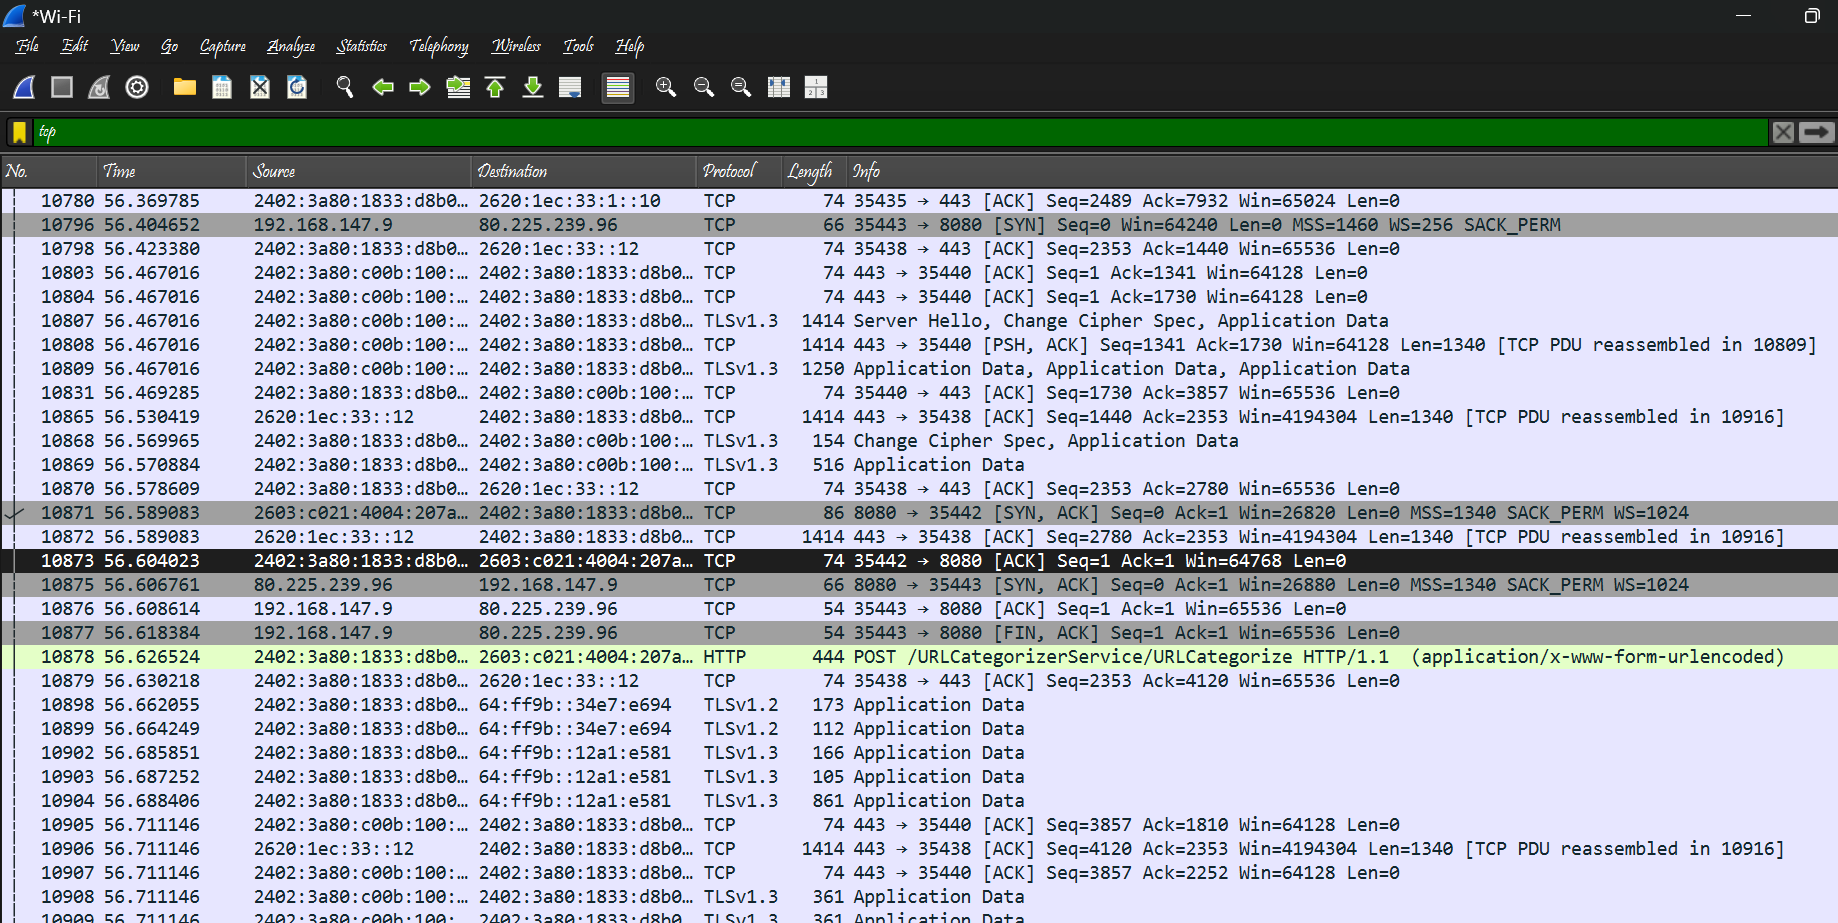 *Wi-Fi
File Edit View Go Capture Analyze Statistics Telephony Wireless Tools Help
tcp
No. Time Source Destination Protocol Length Info
10780 56.369785 2402:3a80:1833:d8b0… 2620:1ec:33:1::10 TCP 74 35435 → 443 [ACK] Seq=2489 Ack=7932 Win=65024 Len=0
10796 56.404652 192.168.147.9 80.225.239.96 TCP 66 35443 → 8080 [SYN] Seq=0 Win=64240 Len=0 MSS=1460 WS=256 SACK_PERM
10798 56.423380 2402:3a80:1833:d8b0… 2620:1ec:33::12 TCP 74 35438 → 443 [ACK] Seq=2353 Ack=1440 Win=65536 Len=0
10803 56.467016 2402:3a80:c00b:100:… 2402:3a80:1833:d8b0… TCP 74 443 → 35440 [ACK] Seq=1 Ack=1341 Win=64128 Len=0
10804 56.467016 2402:3a80:c00b:100:… 2402:3a80:1833:d8b0… TCP 74 443 → 35440 [ACK] Seq=1 Ack=1730 Win=64128 Len=0
10807 56.467016 2402:3a80:c00b:100:… 2402:3a80:1833:d8b0… TLSv1.3 1414 Server Hello, Change Cipher Spec, Application Data
10808 56.467016 2402:3a80:c00b:100:… 2402:3a80:1833:d8b0… TCP 1414 443 → 35440 [PSH, ACK] Seq=1341 Ack=1730 Win=64128 Len=1340 [TCP PDU reassembled in 10809]
10809 56.467016 2402:3a80:c00b:100:… 2402:3a80:1833:d8b0… TLSv1.3 1250 Application Data, Application Data, Application Data
10831 56.469285 2402:3a80:1833:d8b0… 2402:3a80:c00b:100:… TCP 74 35440 → 443 [ACK] Seq=1730 Ack=3857 Win=65536 Len=0
10865 56.530419 2620:1ec:33::12 2402:3a80:1833:d8b0… TCP 1414 443 → 35438 [ACK] Seq=1440 Ack=2353 Win=4194304 Len=1340 [TCP PDU reassembled in 10916]
10868 56.569965 2402:3a80:1833:d8b0… 2402:3a80:c00b:100:… TLSv1.3 154 Change Cipher Spec, Application Data
10869 56.570884 2402:3a80:1833:d8b0… 2402:3a80:c00b:100:… TLSv1.3 516 Application Data
10870 56.578609 2402:3a80:1833:d8b0… 2620:1ec:33::12 TCP 74 35438 → 443 [ACK] Seq=2353 Ack=2780 Win=65536 Len=0
10871 56.589083 2603:c021:4004:207a… 2402:3a80:1833:d8b0… TCP 86 8080 → 35442 [SYN, ACK] Seq=0 Ack=1 Win=26820 Len=0 MSS=1340 SACK_PERM WS=1024
10872 56.589083 2620:1ec:33::12 2402:3a80:1833:d8b0… TCP 1414 443 → 35438 [ACK] Seq=2780 Ack=2353 Win=4194304 Len=1340 [TCP PDU reassembled in 10916]
10873 56.604023 2402:3a80:1833:d8b0… 2603:c021:4004:207a… TCP 74 35442 → 8080 [ACK] Seq=1 Ack=1 Win=64768 Len=0
10875 56.606761 80.225.239.96 192.168.147.9 TCP 66 8080 → 35443 [SYN, ACK] Seq=0 Ack=1 Win=26880 Len=0 MSS=1340 SACK_PERM WS=1024
10876 56.608614 192.168.147.9 80.225.239.96 TCP 54 35443 → 8080 [ACK] Seq=1 Ack=1 Win=65536 Len=0
10877 56.618384 192.168.147.9 80.225.239.96 TCP 54 35443 → 8080 [FIN, ACK] Seq=1 Ack=1 Win=65536 Len=0
10878 56.626524 2402:3a80:1833:d8b0… 2603:c021:4004:207a… HTTP 444 POST /URLCategorizerService/URLCategorize HTTP/1.1 (application/x-www-form-urlencoded)
10879 56.630218 2402:3a80:1833:d8b0… 2620:1ec:33::12 TCP 74 35438 → 443 [ACK] Seq=2353 Ack=4120 Win=65536 Len=0
10898 56.662055 2402:3a80:1833:d8b0… 64:ff9b::34e7:e694 TLSv1.2 173 Application Data
10899 56.664249 2402:3a80:1833:d8b0… 64:ff9b::34e7:e694 TLSv1.2 112 Application Data
10902 56.685851 2402:3a80:1833:d8b0… 64:ff9b::12a1:e581 TLSv1.3 166 Application Data
10903 56.687252 2402:3a80:1833:d8b0… 64:ff9b::12a1:e581 TLSv1.3 105 Application Data
10904 56.688406 2402:3a80:1833:d8b0… 64:ff9b::12a1:e581 TLSv1.3 861 Application Data
10905 56.711146 2402:3a80:c00b:100:… 2402:3a80:1833:d8b0… TCP 74 443 → 35440 [ACK] Seq=3857 Ack=1810 Win=64128 Len=0
10906 56.711146 2620:1ec:33::12 2402:3a80:1833:d8b0… TCP 1414 443 → 35438 [ACK] Seq=4120 Ack=2353 Win=4194304 Len=1340 [TCP PDU reassembled in 10916]
10907 56.711146 2402:3a80:c00b:100:… 2402:3a80:1833:d8b0… TCP 74 443 → 35440 [ACK] Seq=3857 Ack=2252 Win=64128 Len=0
10908 56.711146 2402:3a80:c00b:100:… 2402:3a80:1833:d8b0… TLSv1.3 361 Application Data
10909 56.711146 2402:3a80:c00b:100:… 2402:3a80:1833:d8b0… TLSv1.3 361 Application Data